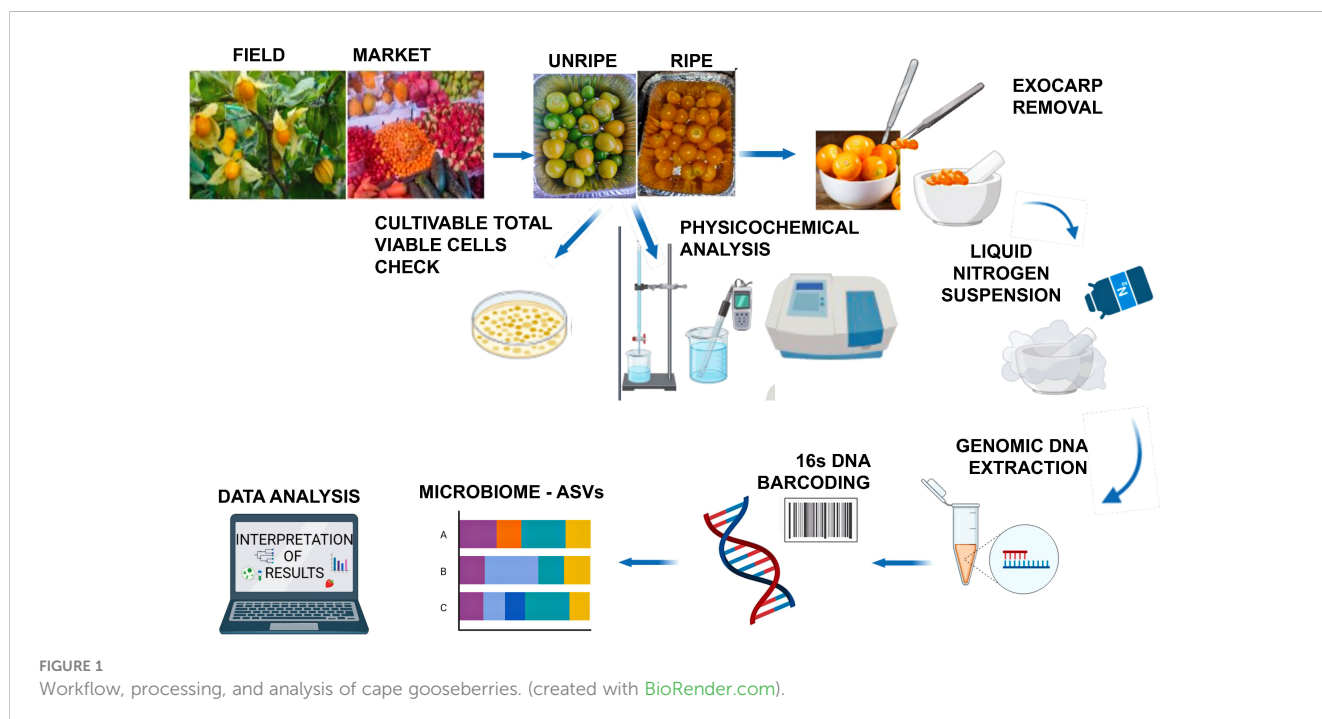 FIELD
MARKET
UNRIPE
RIPE
EXOCARP
REMOVAL
CULTIVABLE TOTAL
VIABLE CELLS
CHECK
PHYSICOCHEMICAL
ANALYSIS
LIQUID
NITROGEN
SUSPENSION
N2
GENOMIC DNA
EXTRACTION
16s DNA
BARCODING
MICROBIOME - ASVs
A
B
C
DATA ANALYSIS
INTERPRETATION
OF
RESULTS
FIGURE 1
Workflow, processing, and analysis of cape gooseberries. (created with BioRender.com).